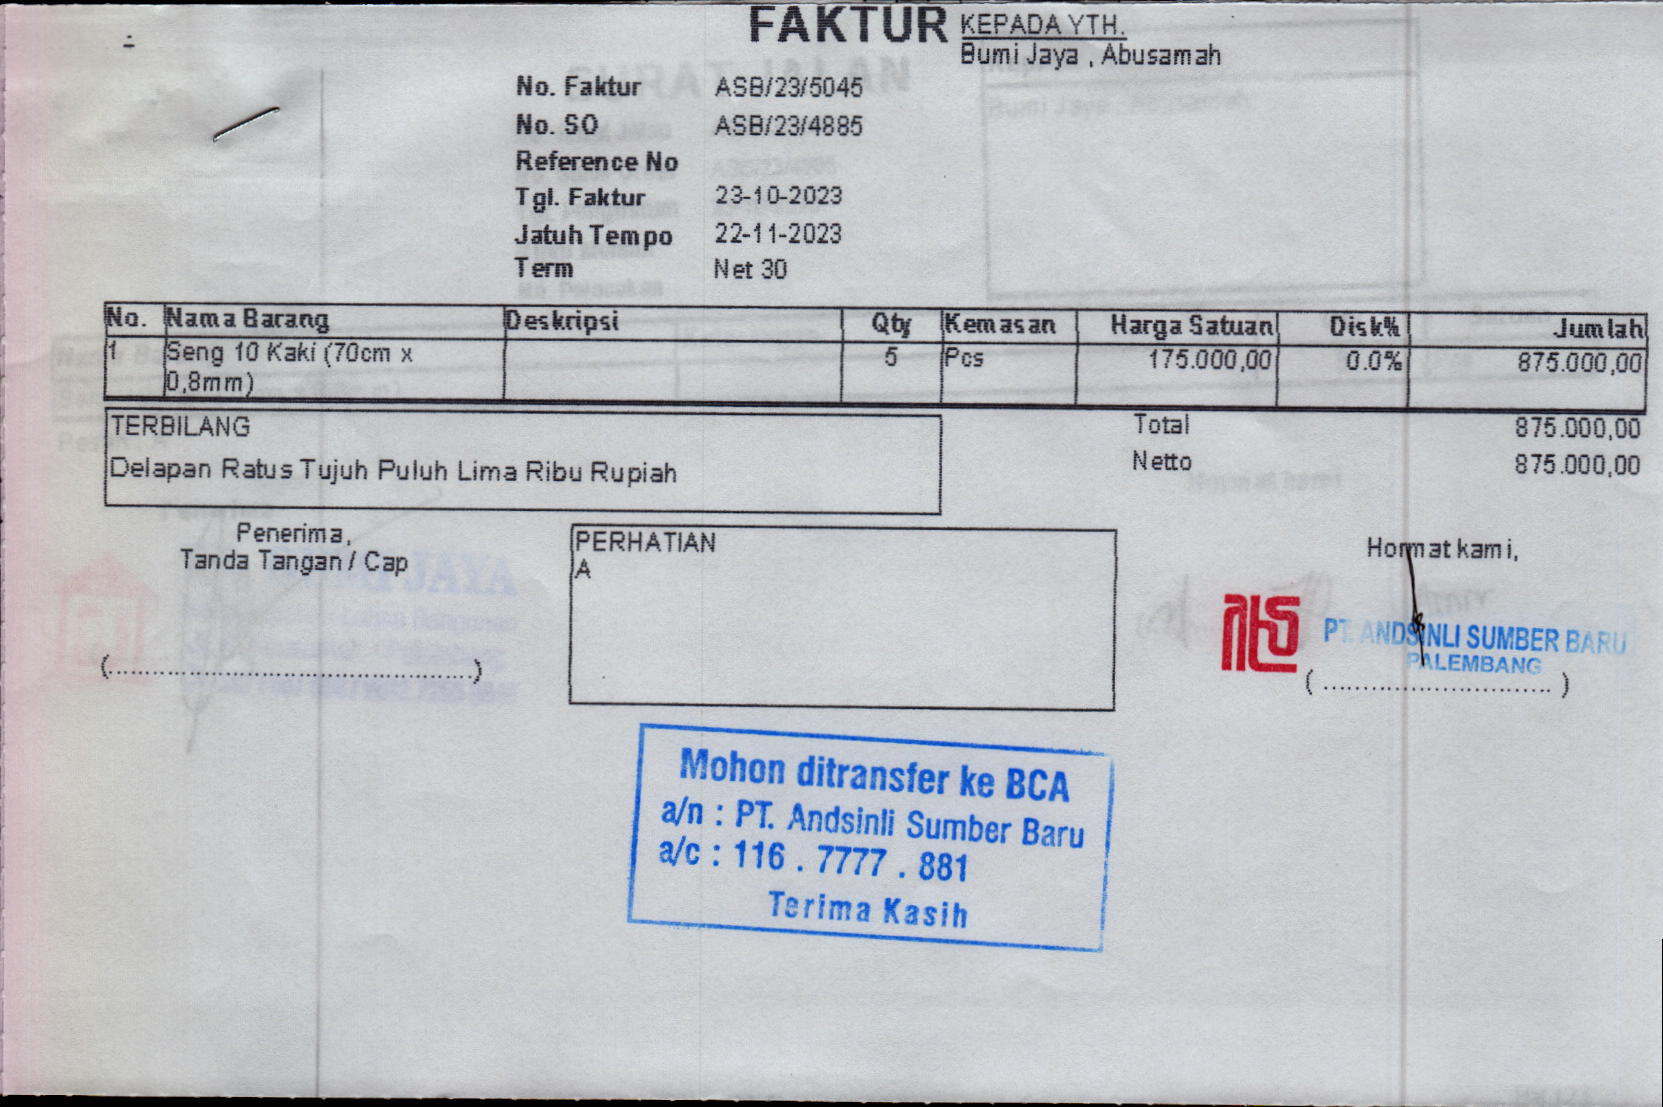 FAKTUR
KEPADA YTH.
Bumi Jaya , Abusamah
No. Faktur ASB/23/5045
No. SO ASB/23/4885
Reference No
Tgl. Faktur 23-10-2023
Jatuh Tempo 22-11-2023
Term Net 30
No. Nama Barang Deskripsi Qty Kemasan Harga Satuan Disk% Jumlah
1 Seng 10 Kaki (70cm x 5 Pcs 175.000,00 0.0% 875.000,00
0,8mm)
TERBILANG
Delapan Ratus Tujuh Puluh Lima Ribu Rupiah
Total 875.000,00
Netto 875.000,00
Penerima,
Tanda Tangan / Cap
(............................................)
PERHATIAN
A
Hormat kami,
PT. ANDSINLI SUMBER BARU
PALEMBANG
(............................)
Mohon ditransfer ke BCA
a/n : PT. Andsinli Sumber Baru
a/c : 116 . 7777 . 881
Terima Kasih